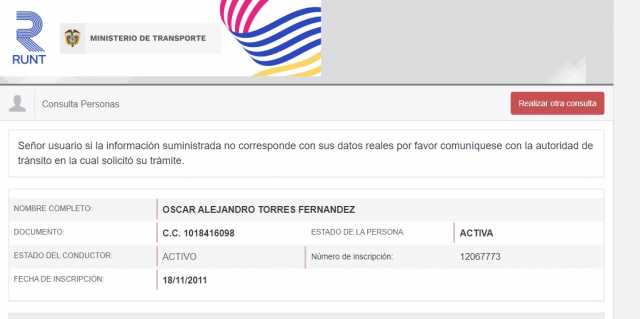 RUNT
MINISTERIO DE TRANSPORTE
Consulta Personas
Realizar otra consulta
Señor usuario si la información suministrada no corresponde con sus datos reales por favor comuníquese con la autoridad de
tránsito en la cual solicitó su trámite.
NOMBRE COMPLETO: OSCAR ALEJANDRO TORRES FERNANDEZ
DOCUMENTO: C.C. 1018416098 ESTADO DE LA PERSONA: ACTIVA
ESTADO DEL CONDUCTOR: ACTIVO Número de inscripción: 12067773
FECHA DE INSCRIPCIÓN: 18/11/2011